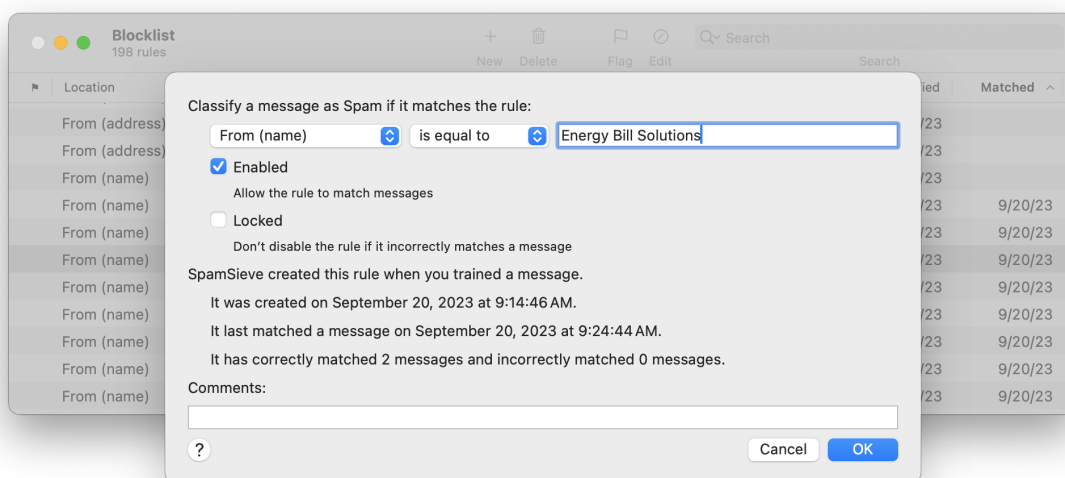 Blocklist
198 rules
New Delete Flag Edit Search
Search
Location ied Matched
From (address) /23
From (address) /23
From (name) /23
From (name) /23 9/20/23
From (name) /23 9/20/23
From (name) /23 9/20/23
From (name) /23 9/20/23
From (name) /23 9/20/23
From (name) /23 9/20/23
From (name) /23 9/20/23
From (name) /23 9/20/23
Classify a message as Spam if it matches the rule:
From (name) is equal to Energy Bill Solutions
Enabled
Allow the rule to match messages
Locked
Don't disable the rule if it incorrectly matches a message
SpamSieve created this rule when you trained a message.
It was created on September 20, 2023 at 9:14:46 AM.
It last matched a message on September 20, 2023 at 9:24:44 AM.
It has correctly matched 2 messages and incorrectly matched 0 messages.
Comments:
? Cancel OK